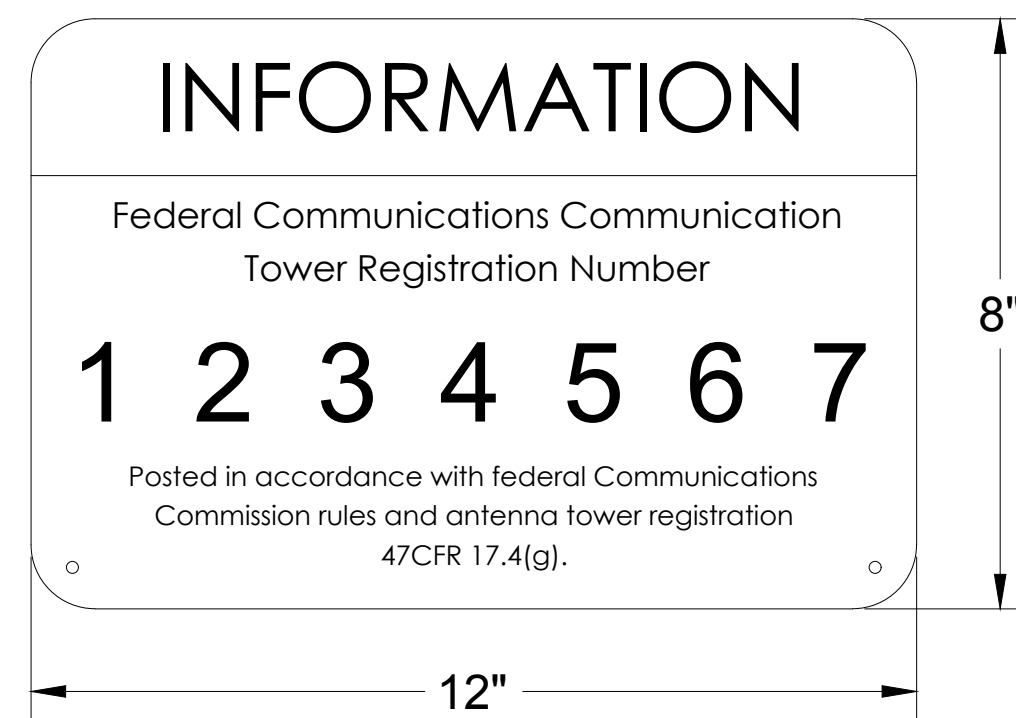 INFORMATION
Federal Communications Communication
Tower Registration Number
1 2 3 4 5 6 7
Posted in accordance with federal Communications
Commission rules and antenna tower registration
47CFR 17.4(g).
8"
12"